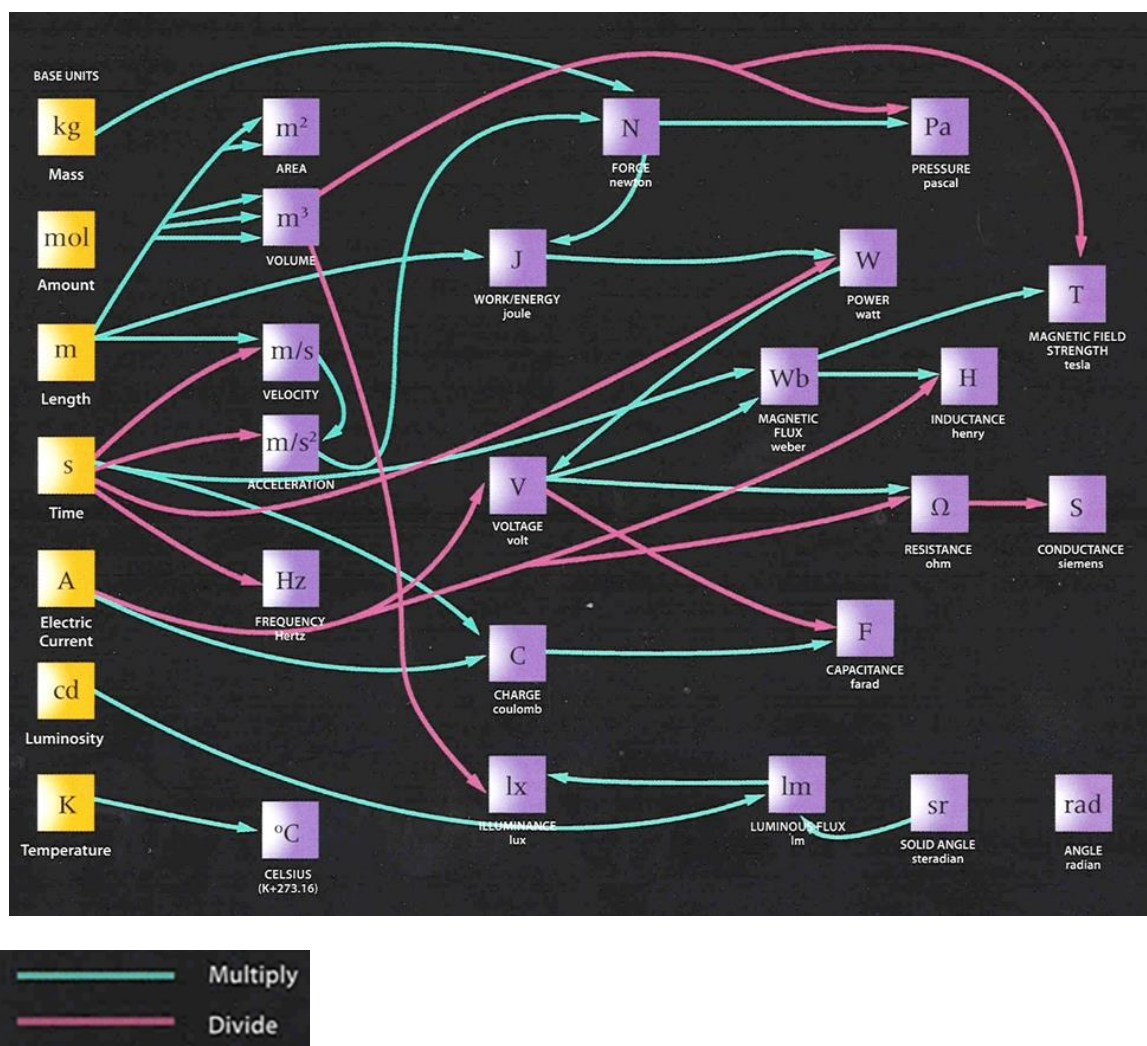 BASE UNITS
kg
Mass
m²
AREA
N
FORCE
newton
Pa
PRESSURE
pascal
mol
Amount
m³
VOLUME
J
WORK/ENERGY
joule
W
POWER
watt
T
MAGNETIC FIELD
STRENGTH
tesla
m
Length
m/s
VELOCITY
Wb
MAGNETIC
FLUX
weber
H
INDUCTANCE
henry
s
Time
m/s²
ACCELERATION
V
VOLTAGE
volt
Ω
RESISTANCE
ohm
S
CONDUCTANCE
siemens
A
Electric
Current
Hz
FREQUENCY
Hertz
C
CHARGE
coulomb
F
CAPACITANCE
farad
cd
Luminosity
lx
ILLUMINANCE
lux
lm
LUMINOUS FLUX
lm
sr
SOLID ANGLE
steradian
rad
ANGLE
radian
K
Temperature
ºC
CELSIUS
(K+273.16)
Multiply
Divide